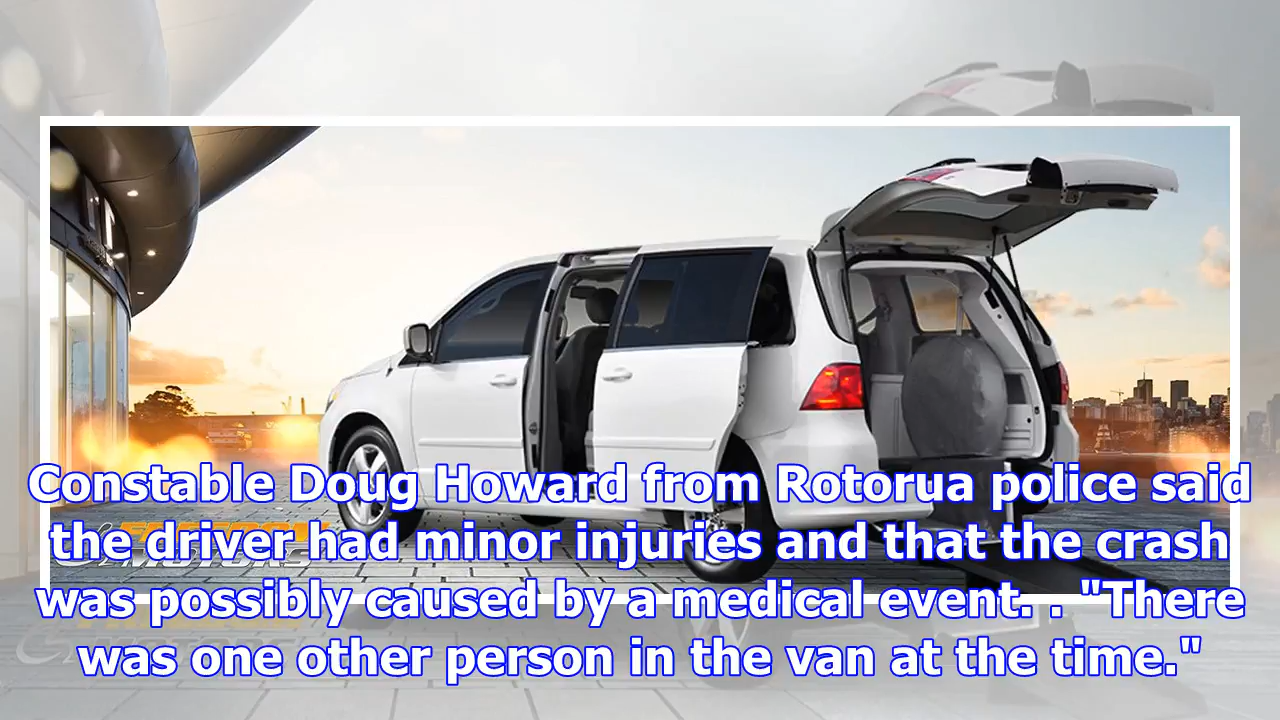 Constable Doug Howard from Rotorua police said
the driver had minor injuries and that the crash
was possibly caused by a medical event. . "There
was one other person in the van at the time."
MOTORS